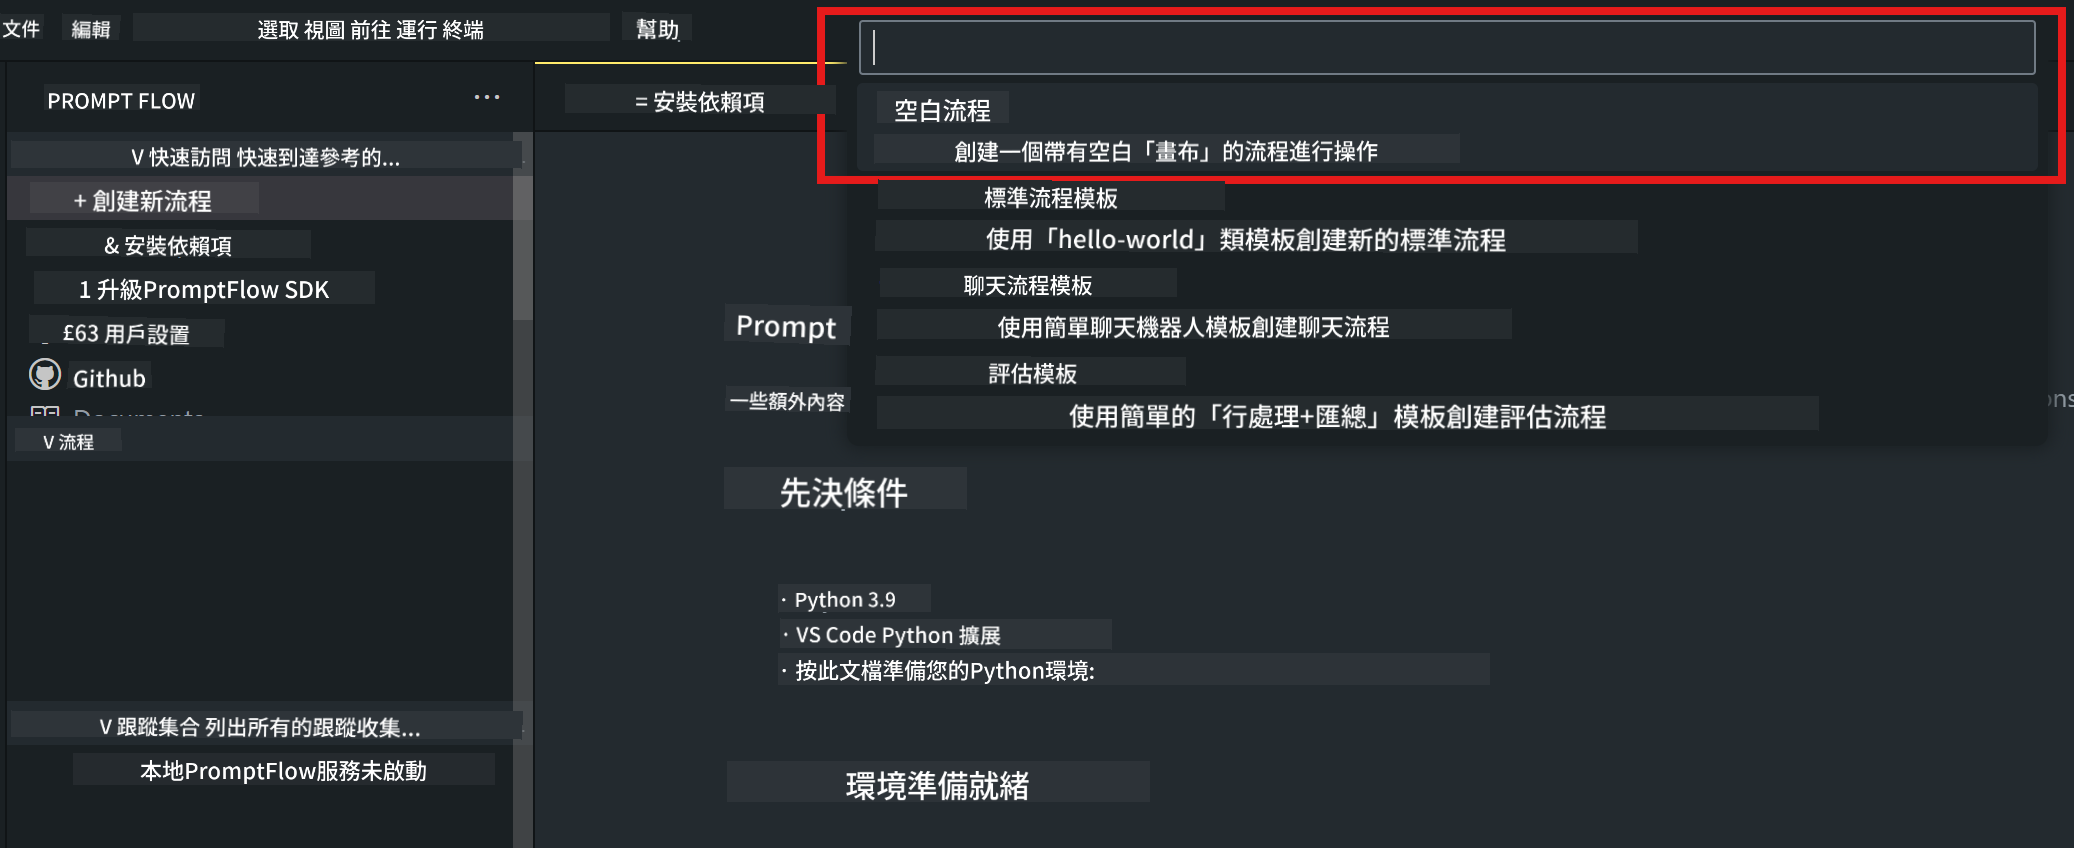 文件 編輯 選取 視圖 前往 運行 終端 幫助
PROMPT FLOW ...
V 快速訪問 快速到達參考的...
+ 創建新流程
& 安裝依賴項
1 升級PromptFlow SDK
£63 用戶設置
Github
Documents
V 流程
V 跟蹤集合 列出所有的跟蹤收集...
本地PromptFlow服務未啟動
= 安裝依賴項
空白流程
創建一個帶有空白「畫布」的流程進行操作
標準流程模板
使用「hello-world」類模板創建新的標準流程
聊天流程模板
使用簡單聊天機器人模板創建聊天流程
評估模板
使用簡單的「行處理+匯總」模板創建評估流程
Prompt
一些額外內容
先決條件
· Python 3.9
· VS Code Python 擴展
· 按此文檔準備您的Python環境:
環境準備就緒